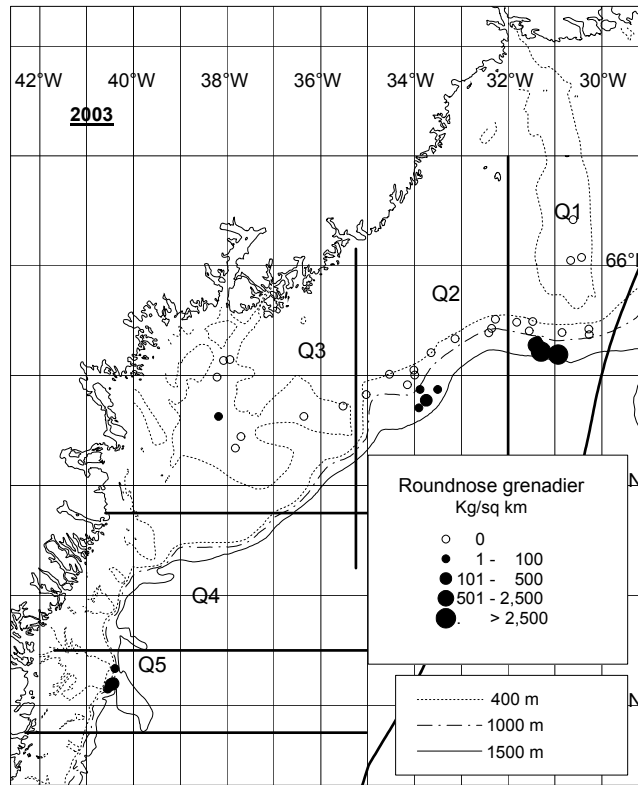 42°W 40°W 38°W 36°W 34°W 32°W 30°W
2003
Q1
66°N
Q2
Q3
N
Roundnose grenadier
Kg/sq km
0
1 - 100
101 - 500
501 - 2,500
. > 2,500
Q4
Q5
N
400 m
1000 m
1500 m